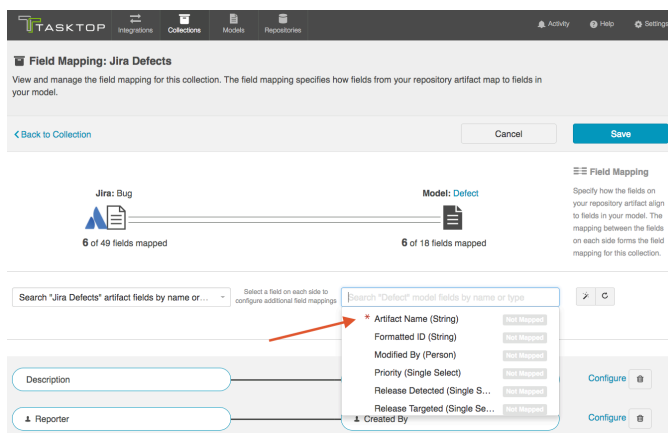 TASKTOP
Integrations
Collections
Models
Repositories
Activity
Help
Settings
Field Mapping: Jira Defects
View and manage the field mapping for this collection. The field mapping specifies how fields from your repository artifact map to fields in
your model.
Back to Collection
Cancel
Save
Field Mapping
Specify how the fields on
your repository artifact align
to fields in your model. The
mapping between the fields
on each side forms the field
mapping for this collection.
Jira: Bug
Model: Defect
6 of 49 fields mapped
6 of 18 fields mapped
Search "Jira Defects" artifact fields by name or…
Select a field on each side to
configure additional field mappings
Search "Defect" model fields by name or type
* Artifact Name (String) Not Mapped
Formatted ID (String) Not Mapped
Modified By (Person) Not Mapped
Priority (Single Select) Not Mapped
Release Detected (Single S… Not Mapped
Release Targeted (Single Se… Not Mapped
Description
Configure
Reporter
Created By
Configure